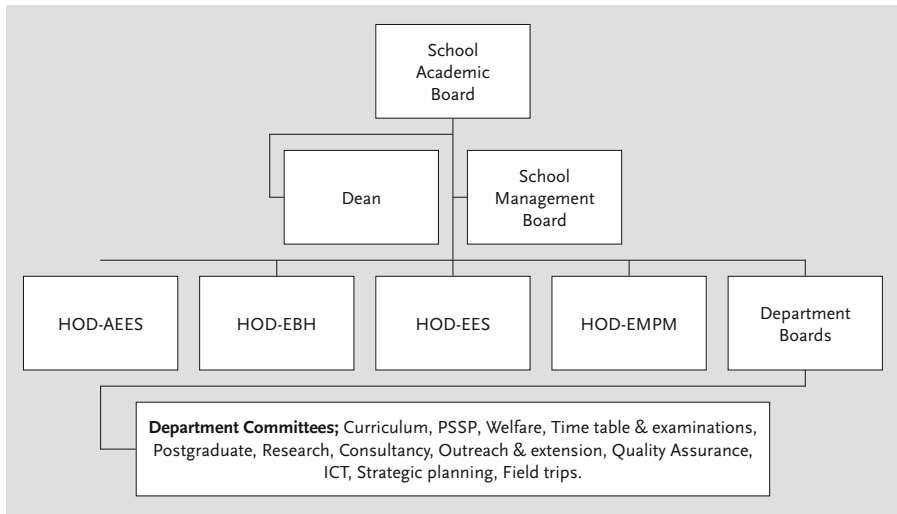 School
Academic
Board
Dean
School
Management
Board
HOD-AEES
HOD-EBH
HOD-EES
HOD-EMPM
Department
Boards
Department Committees; Curriculum, PSSP, Welfare, Time table & examinations,
Postgraduate, Research, Consultancy, Outreach & extension, Quality Assurance,
ICT, Strategic planning, Field trips.